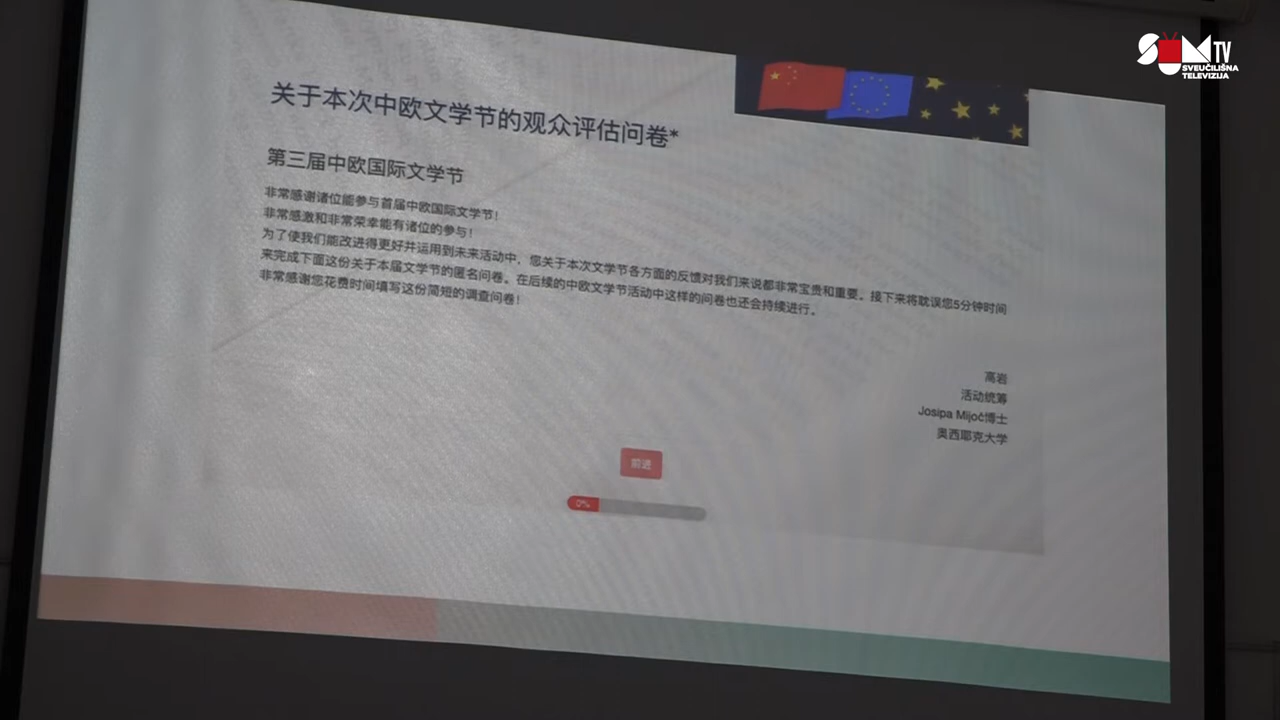 SUMTV
SVEUČILIŠNA
TELEVIZIJA
关于本次中欧文学节的观众评估问卷*
第三届中欧国际文学节
非常感谢诸位能参与首届中欧国际文学节！
非常感激和非常荣幸能有诸位的参与！
为了使我们能改进得更好并运用到未来活动中，您关于本次文学节各方面的反馈对我们来说都非常宝贵和重要。接下来将耽误您5分钟时间
来完成下面这份关于本届文学节的匿名问卷。在后续的中欧文学节活动中这样的问卷也还会持续进行。
非常感谢您花费时间填写这份简短的调查问卷！
高岩
活动统筹
Josipa Mijoč博士
奥西耶克大学
前进
0%